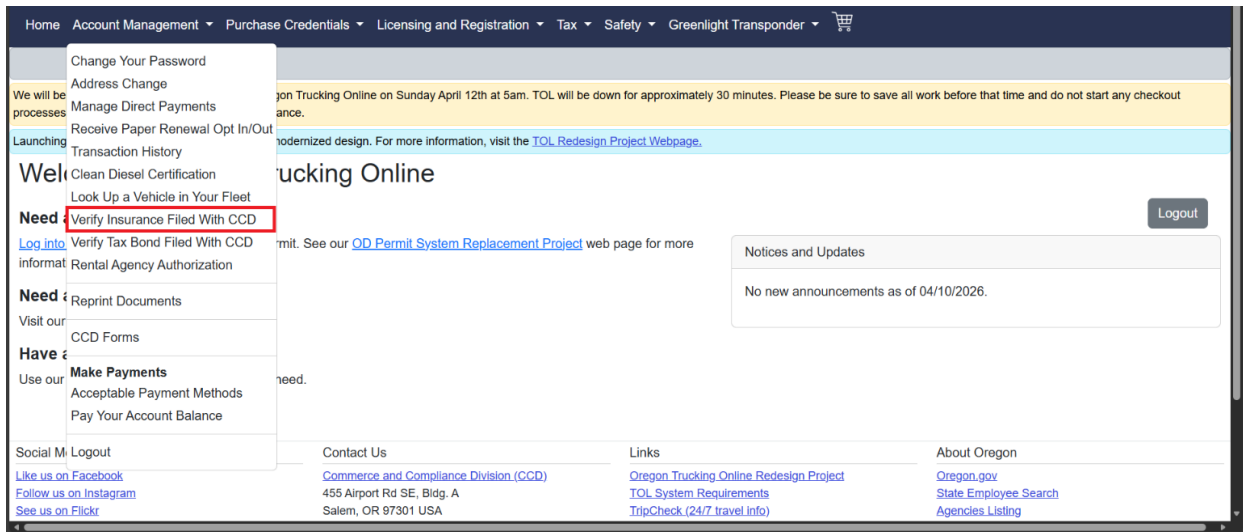 Home Account Management Purchase Credentials Licensing and Registration Tax Safety Greenlight Transponder
Change Your Password
Address Change
Manage Direct Payments
Receive Paper Renewal Opt In/Out
Transaction History
Clean Diesel Certification
Look Up a Vehicle in Your Fleet
Verify Insurance Filed With CCD
Verify Tax Bond Filed With CCD
Rental Agency Authorization
Reprint Documents
CCD Forms
Make Payments
Acceptable Payment Methods
Pay Your Account Balance
Logout
We will be gon Trucking Online on Sunday April 12th at 5am. TOL will be down for approximately 30 minutes. Please be sure to save all work before that time and do not start any checkout
processes ance.
Launching modernized design. For more information, visit the TOL Redesign Project Webpage.
Welc ucking Online
Logout
Need a
Log into rmit. See our OD Permit System Replacement Project web page for more
informat
Need a
Visit our
Have a
Use our need.
Notices and Updates
No new announcements as of 04/10/2026.
Social M
Like us on Facebook
Follow us on Instagram
See us on Flickr
Contact Us
Commerce and Compliance Division (CCD)
455 Airport Rd SE, Bldg. A
Salem, OR 97301 USA
Links
Oregon Trucking Online Redesign Project
TOL System Requirements
TripCheck (24/7 travel info)
About Oregon
Oregon.gov
State Employee Search
Agencies Listing